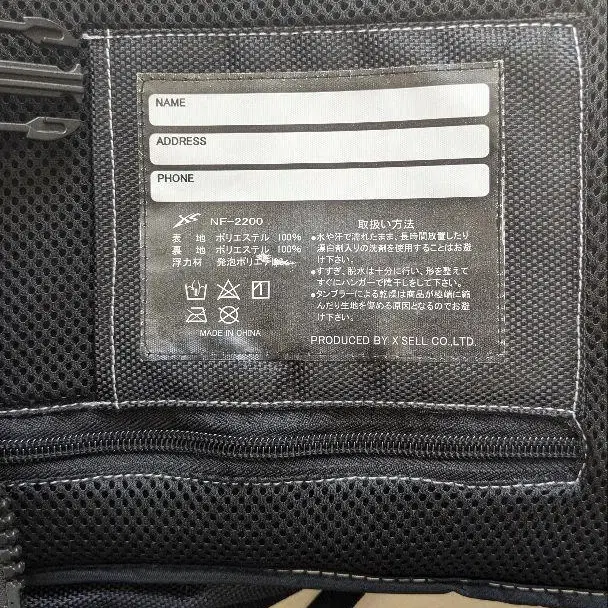 NAME
ADDRESS
PHONE
XS NF-2200
表 地 ポリエステル 100%
裏 地 ポリエステル 100%
浮力材 発泡ポリエ
MADE IN CHINA
取扱い方法
●水や汗で濡れたまま、長時間放置したり
漂白剤入りの洗剤を使用することはお避
け下さい。
●すすぎ、脱水は十分に行い、形を整えて
すぐにハンガーで陰干しをして下さい。
●タンブラーによる乾燥は商品が極端に縮
んだり生地を傷める原因となるのでお避
け下さい。
PRODUCED BY X'SELL CO.,LTD.